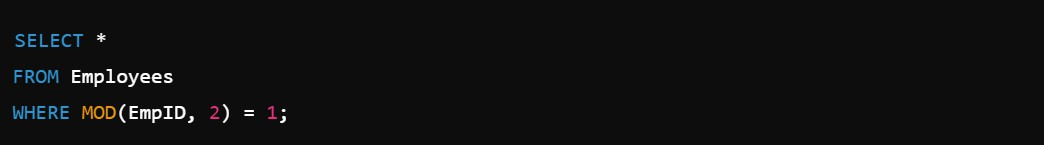 SELECT *
FROM Employees
WHERE MOD(EmpID, 2) = 1;